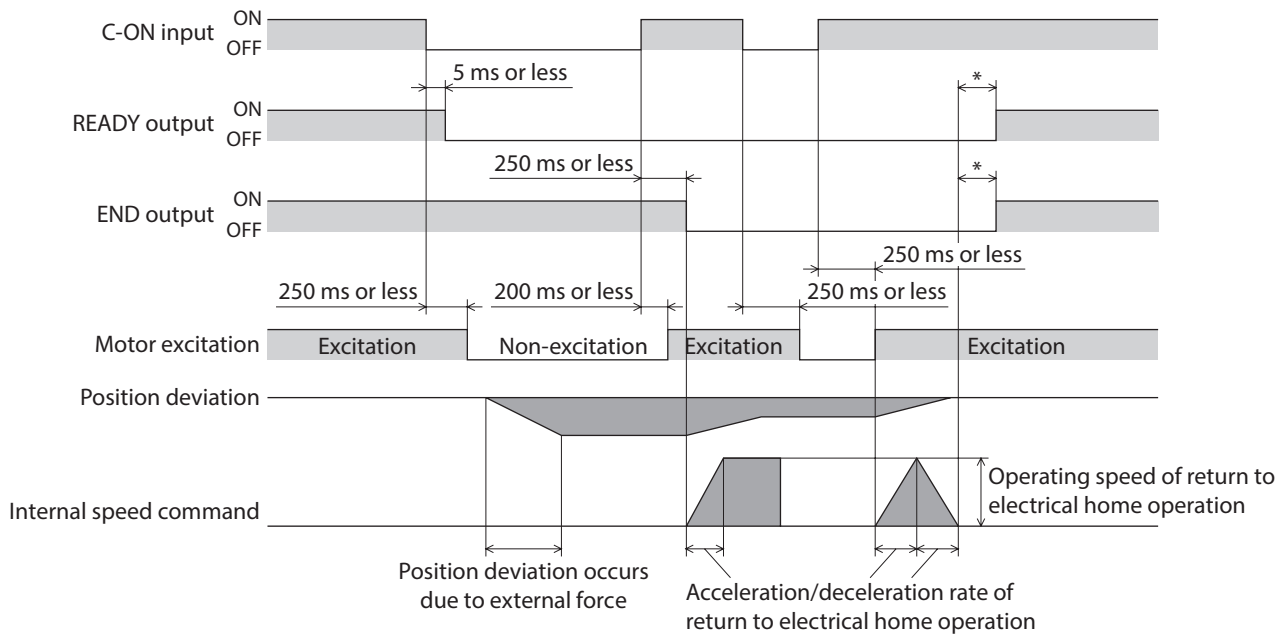 C-ON input
ON
OFF
5 ms or less
*
READY output
ON
OFF
250 ms or less
*
END output
ON
OFF
250 ms or less
250 ms or less
200 ms or less
250 ms or less
Motor excitation
Excitation
Non-excitation
Excitation
Excitation
Position deviation
Internal speed command
Operating speed of return to
electrical home operation
Position deviation occurs
due to external force
Acceleration/deceleration rate of
return to electrical home operation